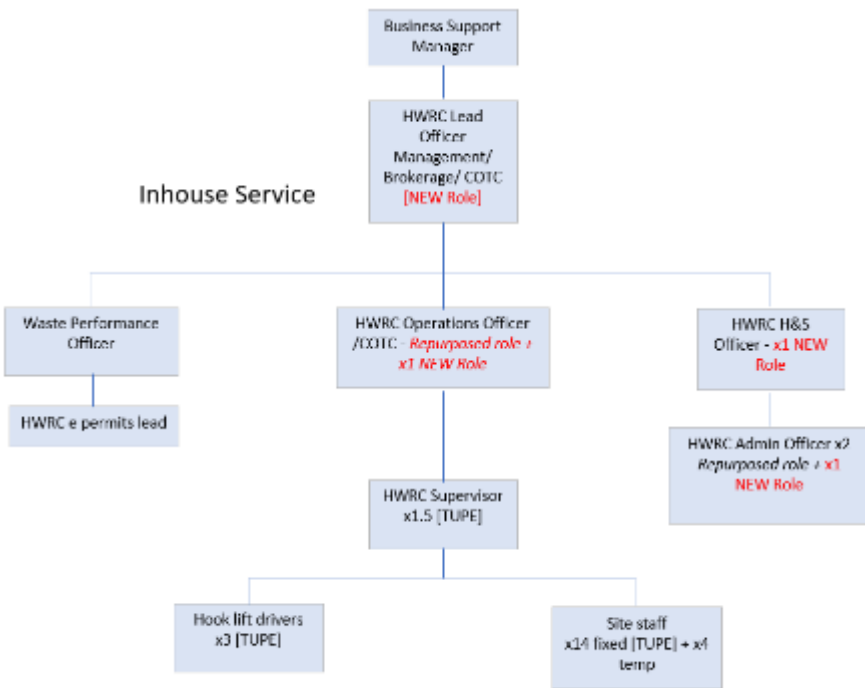 Business Support
Manager
HWRC Lead
Officer
Management/
Brokerage/ COTC
[NEW Role]
Inhouse Service
Waste Performance
Officer
HWRC Operations Officer
/COTC - Repurposed role +
x1 NEW Role
HWRC H&S
Officer - x1 NEW
Role
HWRC e permits lead
HWRC Admin Officer x2
Repurposed role + x1
NEW Role
HWRC Supervisor
x1.5 [TUPE]
Hook lift drivers
x3 [TUPE]
Site staff
x14 fixed [TUPE] + x4
temp